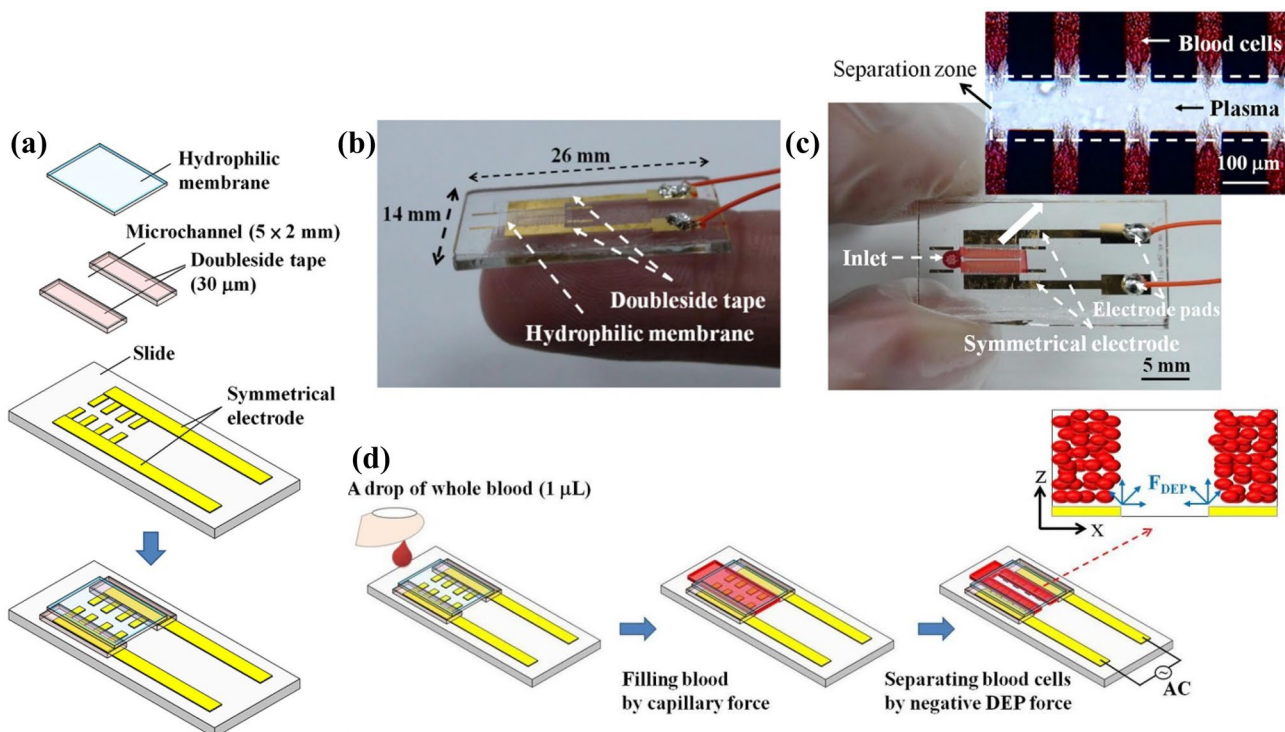 (a)
Hydrophilic
membrane
Microchannel (5 x 2 mm)
Doubleside tape
(30 μm)
Slide
Symmetrical
electrode
(b)
26 mm
14 mm
Doubleside tape
Hydrophilic membrane
(c)
Separation zone
Blood cells
Plasma
100 μm
Inlet
Electrode pads
Symmetrical electrode
5 mm
(d)
A drop of whole blood (1 μL)
Filling blood
by capillary force
Separating blood cells
by negative DEP force
AC
Z
X
F_DEP